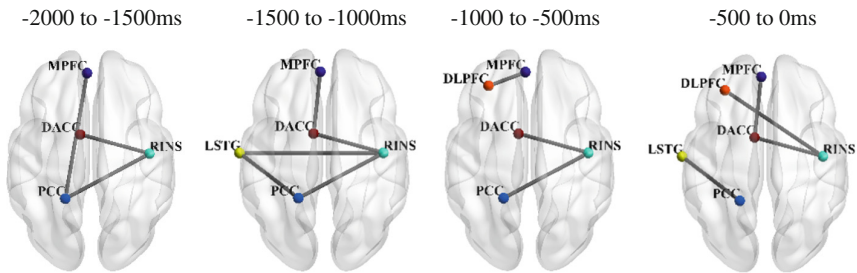 -2000 to -1500ms
-1500 to -1000ms
-1000 to -500ms
-500 to 0ms
MPFC
DACC
RINS
PCC
MPFC
DACC
LSTG
RINS
PCC
MPFC
DLPFC
DACC
RINS
PCC
MPFC
DLPFC
DACC
LSTG
RINS
PCC